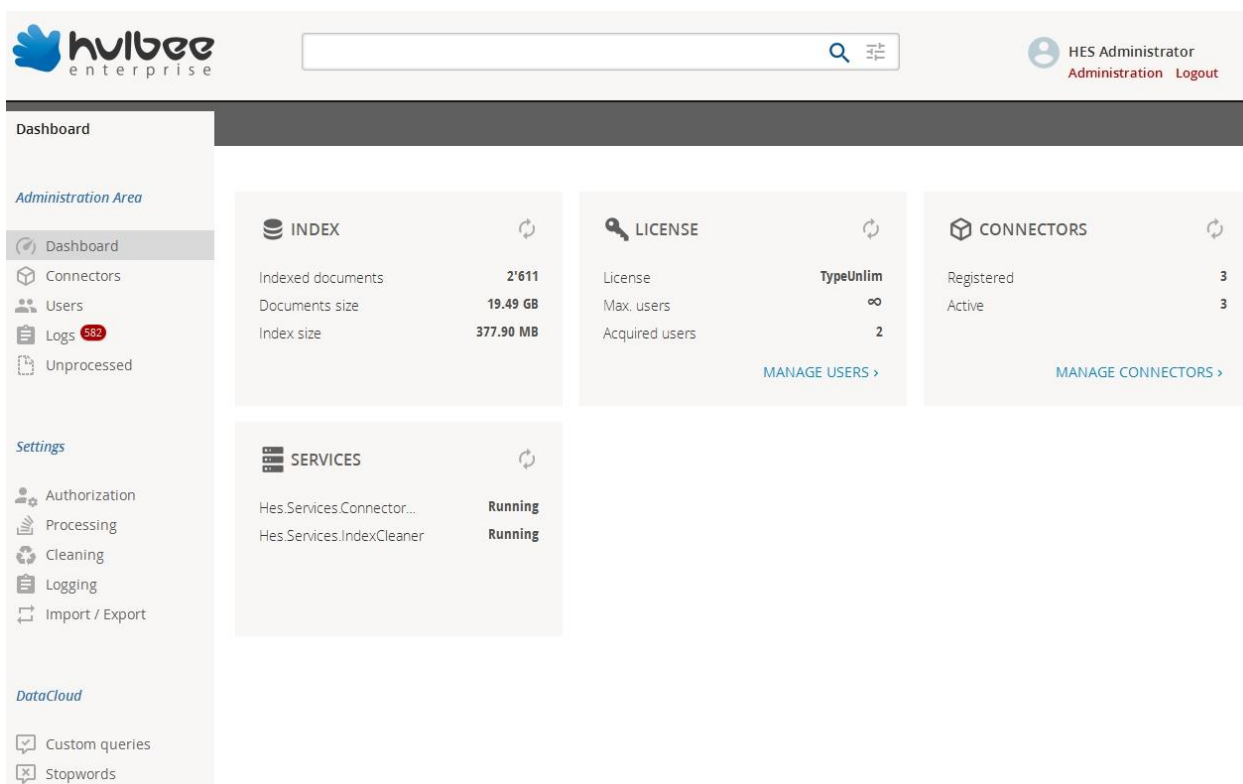 hulbee
enterprise
HES Administrator
Administration Logout
Dashboard
Administration Area
Dashboard
Connectors
Users
Logs 582
Unprocessed
Settings
Authorization
Processing
Cleaning
Logging
Import / Export
DataCloud
Custom queries
Stopwords
INDEX
Indexed documents 2'611
Documents size 19.49 GB
Index size 377.90 MB
LICENSE
License TypeUnlim
Max. users ∞
Acquired users 2
MANAGE USERS ›
CONNECTORS
Registered 3
Active 3
MANAGE CONNECTORS ›
SERVICES
Hes.Services.Connector... Running
Hes.Services.IndexCleaner Running